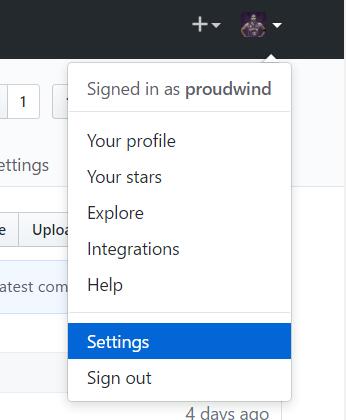 1
Signed in as proudwind
ettings
Your profile
Your stars
Explore
Integrations
Help
e
Uploa
atest com
Settings
Sign out
4 days ago